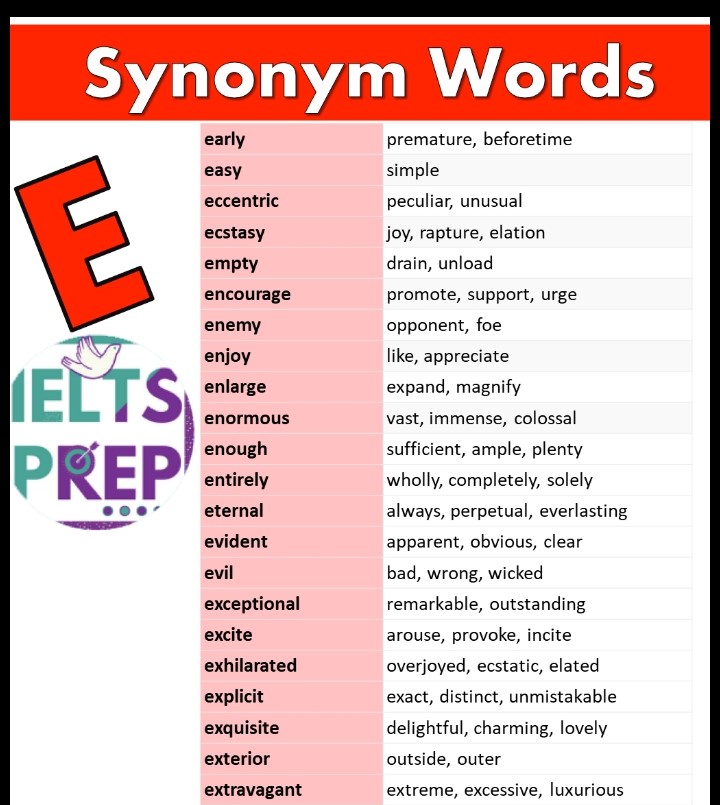 Synonym Words
E
IELTS
PREP
early premature, beforetime
easy simple
eccentric peculiar, unusual
ecstasy joy, rapture, elation
empty drain, unload
encourage promote, support, urge
enemy opponent, foe
enjoy like, appreciate
enlarge expand, magnify
enormous vast, immense, colossal
enough sufficient, ample, plenty
entirely wholly, completely, solely
eternal always, perpetual, everlasting
evident apparent, obvious, clear
evil bad, wrong, wicked
exceptional remarkable, outstanding
excite arouse, provoke, incite
exhilarated overjoyed, ecstatic, elated
explicit exact, distinct, unmistakable
exquisite delightful, charming, lovely
exterior outside, outer
extravagant extreme, excessive, luxurious